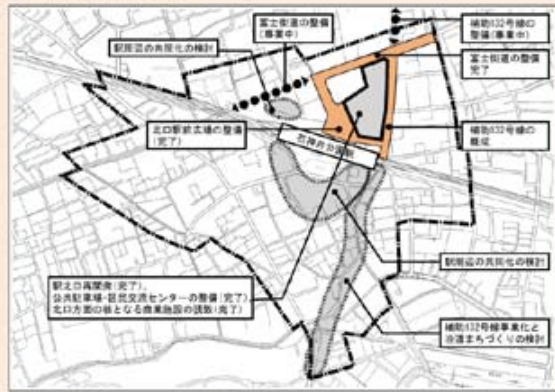 富士街道の整備
(事業中)
補助132号線の
整備(事業中)
駅周辺の共同化の検討
富士街道の整備
完了
北口駅前広場の整備
(完了)
石神井公園駅
補助132号線の
概成
駅周辺の共同化の検討
駅北口再開発(完了)、
公共駐車場・区民交流センターの整備(完了)、
北口方面の核となる商業施設の誘致(完了)
補助132号線事業化と
沿道まちづくりの検討